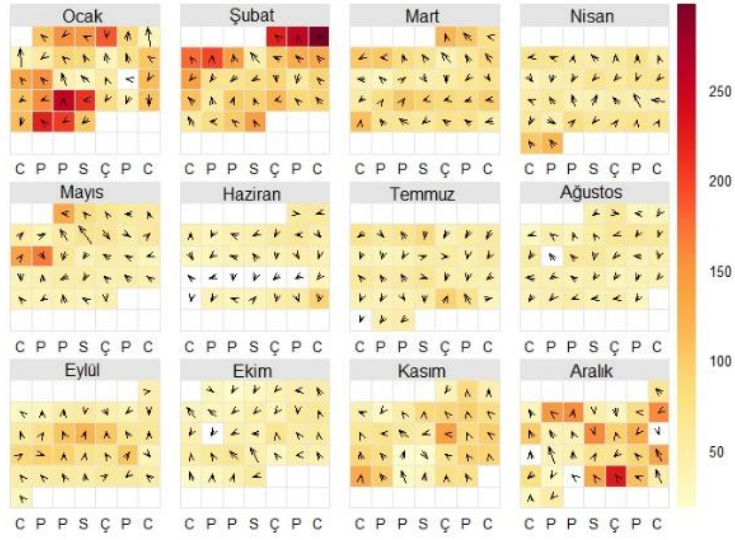 Ocak Şubat Mart Nisan
C P P S Ç P C C P P S Ç P C C P P S Ç P C C P P S Ç P C
Mayıs Haziran Temmuz Ağustos
C P P S Ç P C C P P S Ç P C C P P S Ç P C C P P S Ç P C
Eylül Ekim Kasım Aralık
C P P S Ç P C C P P S Ç P C C P P S Ç P C C P P S Ç P C
250
200
150
100
50